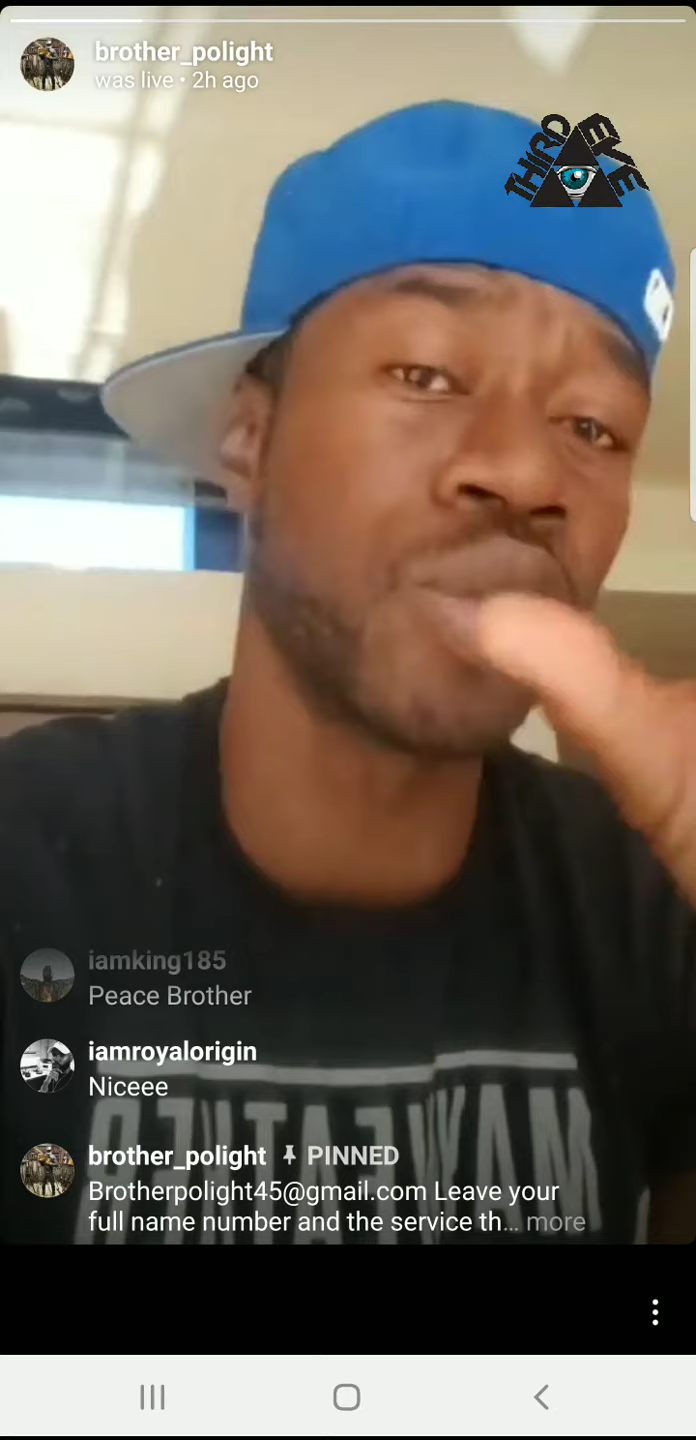 brother_polight
was live • 2h ago
THIRD EYE
iamking185
Peace Brother
iamroyalorigin
Niceee
brother_polight PINNED
Brotherpolight45@gmail.com Leave your
full name number and the service th... more